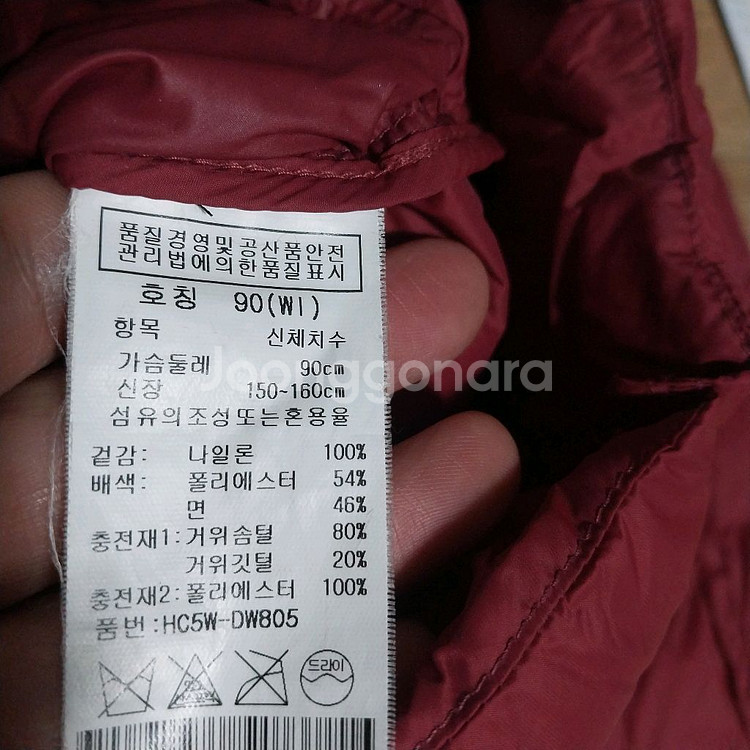 품질경영및공산품안전
관리법에의한품질표시
호칭 90(WI)
항목 신체치수
가슴둘레 90cm
신장 150~160cm
섬유의조성또는혼용율
겉감: 나일론 100%
배색: 폴리에스터 54%
면 46%
충전재1:거위솜털 80%
거위깃털 20%
충전재2:폴리에스터 100%
품번:HC5W-DW805
드라이
Joonggonara